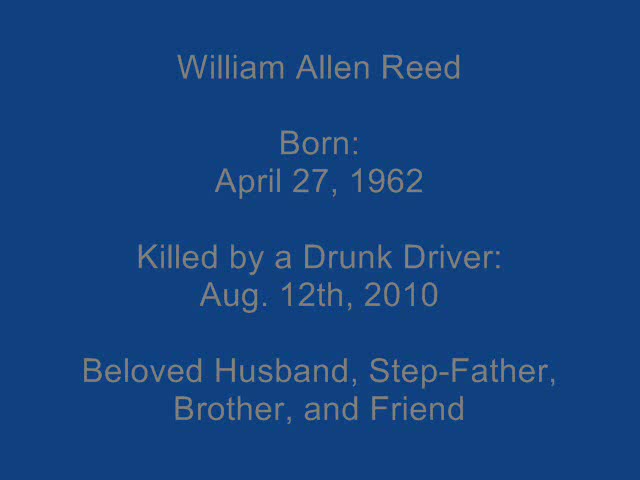 William Allen Reed
Born:
April 27, 1962
Killed by a Drunk Driver:
Aug. 12th, 2010
Beloved Husband, Step-Father,
Brother, and Friend